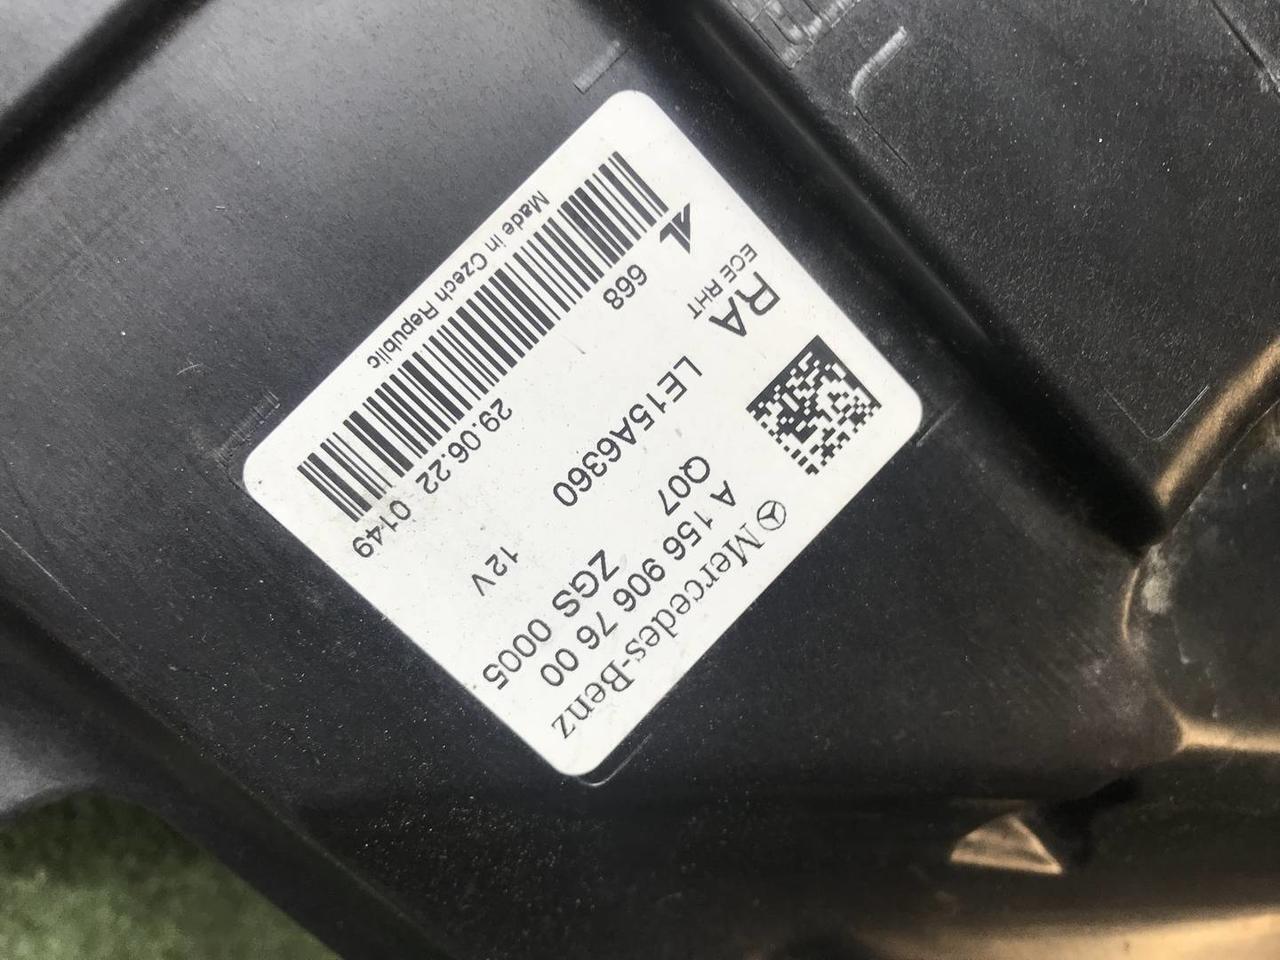 Mercedes-Benz
A 156 906 76 00
Q07 ZGS 0005
LE15A6360 12V
RA
ECE RHT
668 29.06.22 0149
AL
Made in Czech Republic